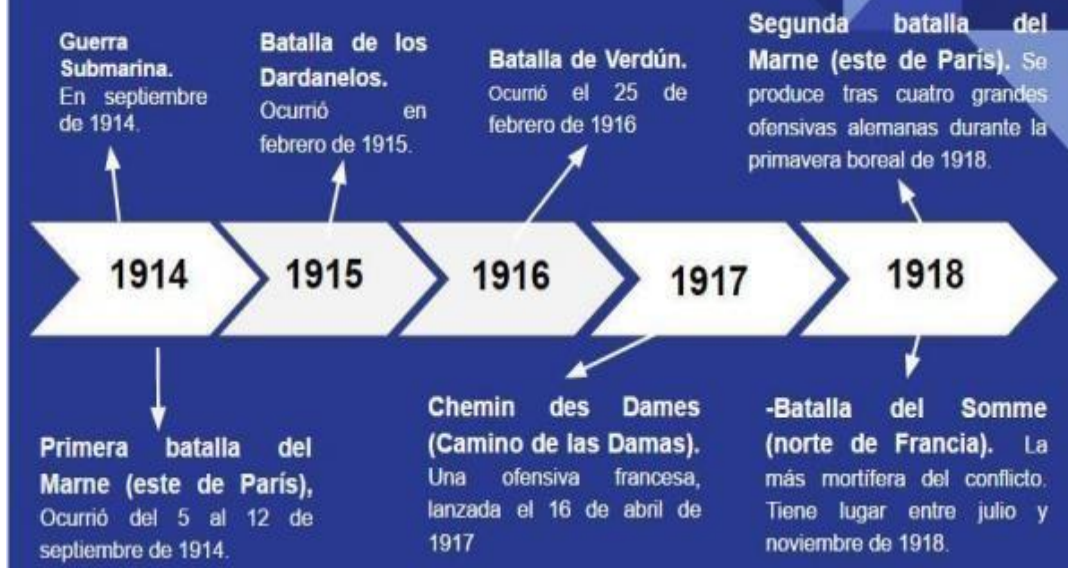 Guerra
Submarina.
En septiembre
de 1914.
Batalla de los
Dardanelos.
Ocurrió en
febrero de 1915.
Batalla de Verdún.
Ocurrió el 25 de
febrero de 1916
Segunda batalla del
Marne (este de París). Se
produce tras cuatro grandes
ofensivas alemanas durante la
primavera boreal de 1918.
1914
1915
1916
1917
1918
Primera batalla del
Marne (este de París),
Ocurrió del 5 al 12 de
septiembre de 1914.
Chemin des Dames
(Camino de las Damas).
Una ofensiva francesa,
lanzada el 16 de abril de
1917
-Batalla del Somme
(norte de Francia). La
más mortífera del conflicto.
Tiene lugar entre julio y
noviembre de 1918.